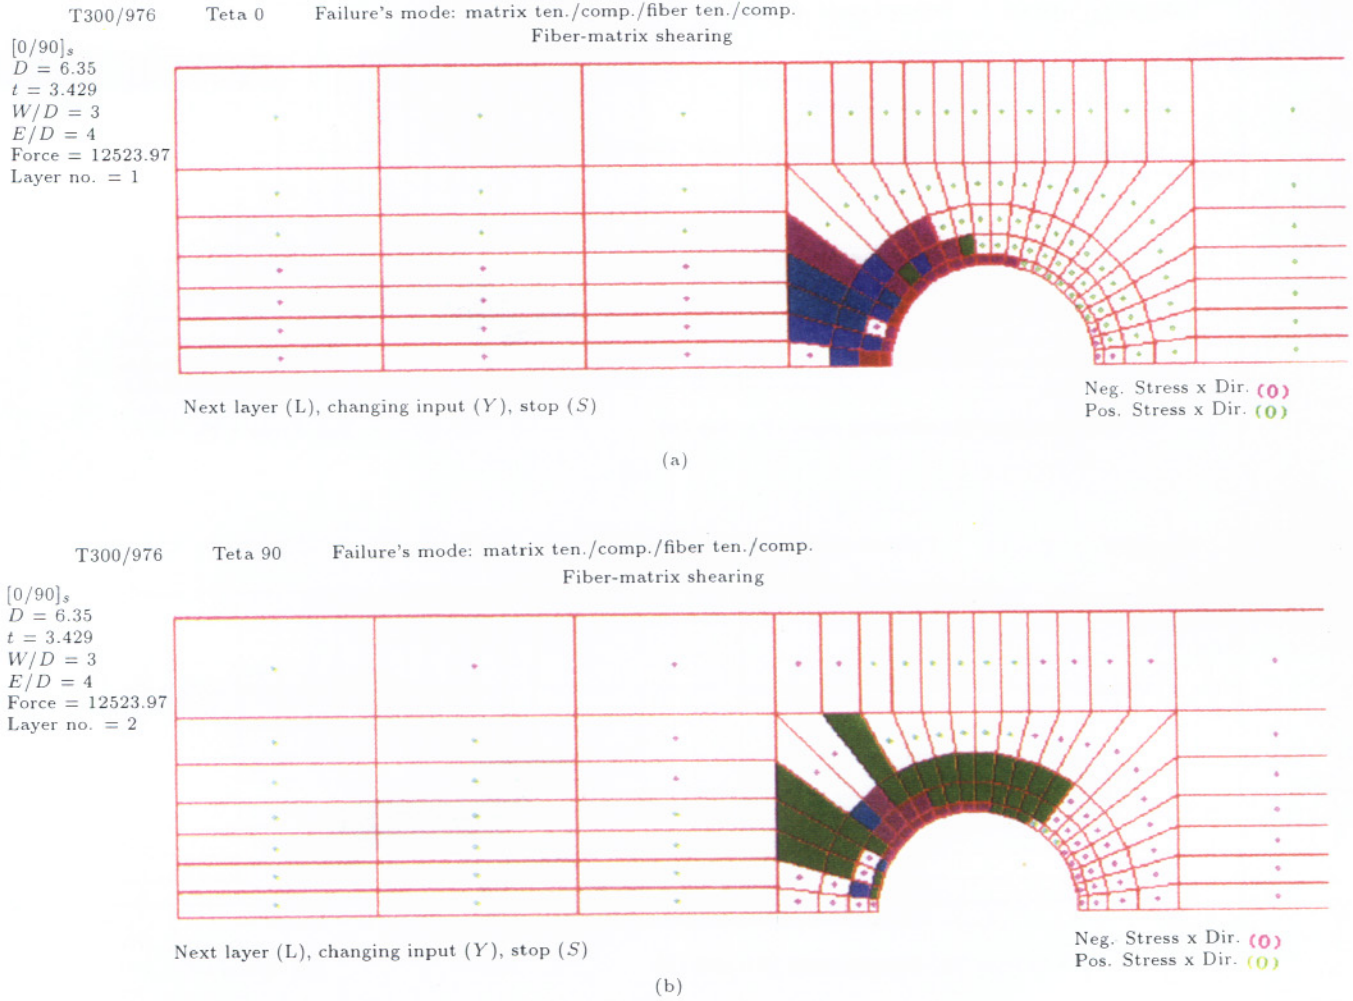 T300/976 Teta 0 Failure's mode: matrix ten./comp./fiber ten./comp.
Fiber-matrix shearing
[0/90]s
D = 6.35
t = 3.429
W/D = 3
E/D = 4
Force = 12523.97
Layer no. = 1
Next layer (L), changing input (Y), stop (S)
Neg. Stress x Dir. (0)
Pos. Stress x Dir. (0)
(a)
T300/976 Teta 90 Failure's mode: matrix ten./comp./fiber ten./comp.
Fiber-matrix shearing
[0/90]s
D = 6.35
t = 3.429
W/D = 3
E/D = 4
Force = 12523.97
Layer no. = 2
Next layer (L), changing input (Y), stop (S)
Neg. Stress x Dir. (0)
Pos. Stress x Dir. (0)
(b)